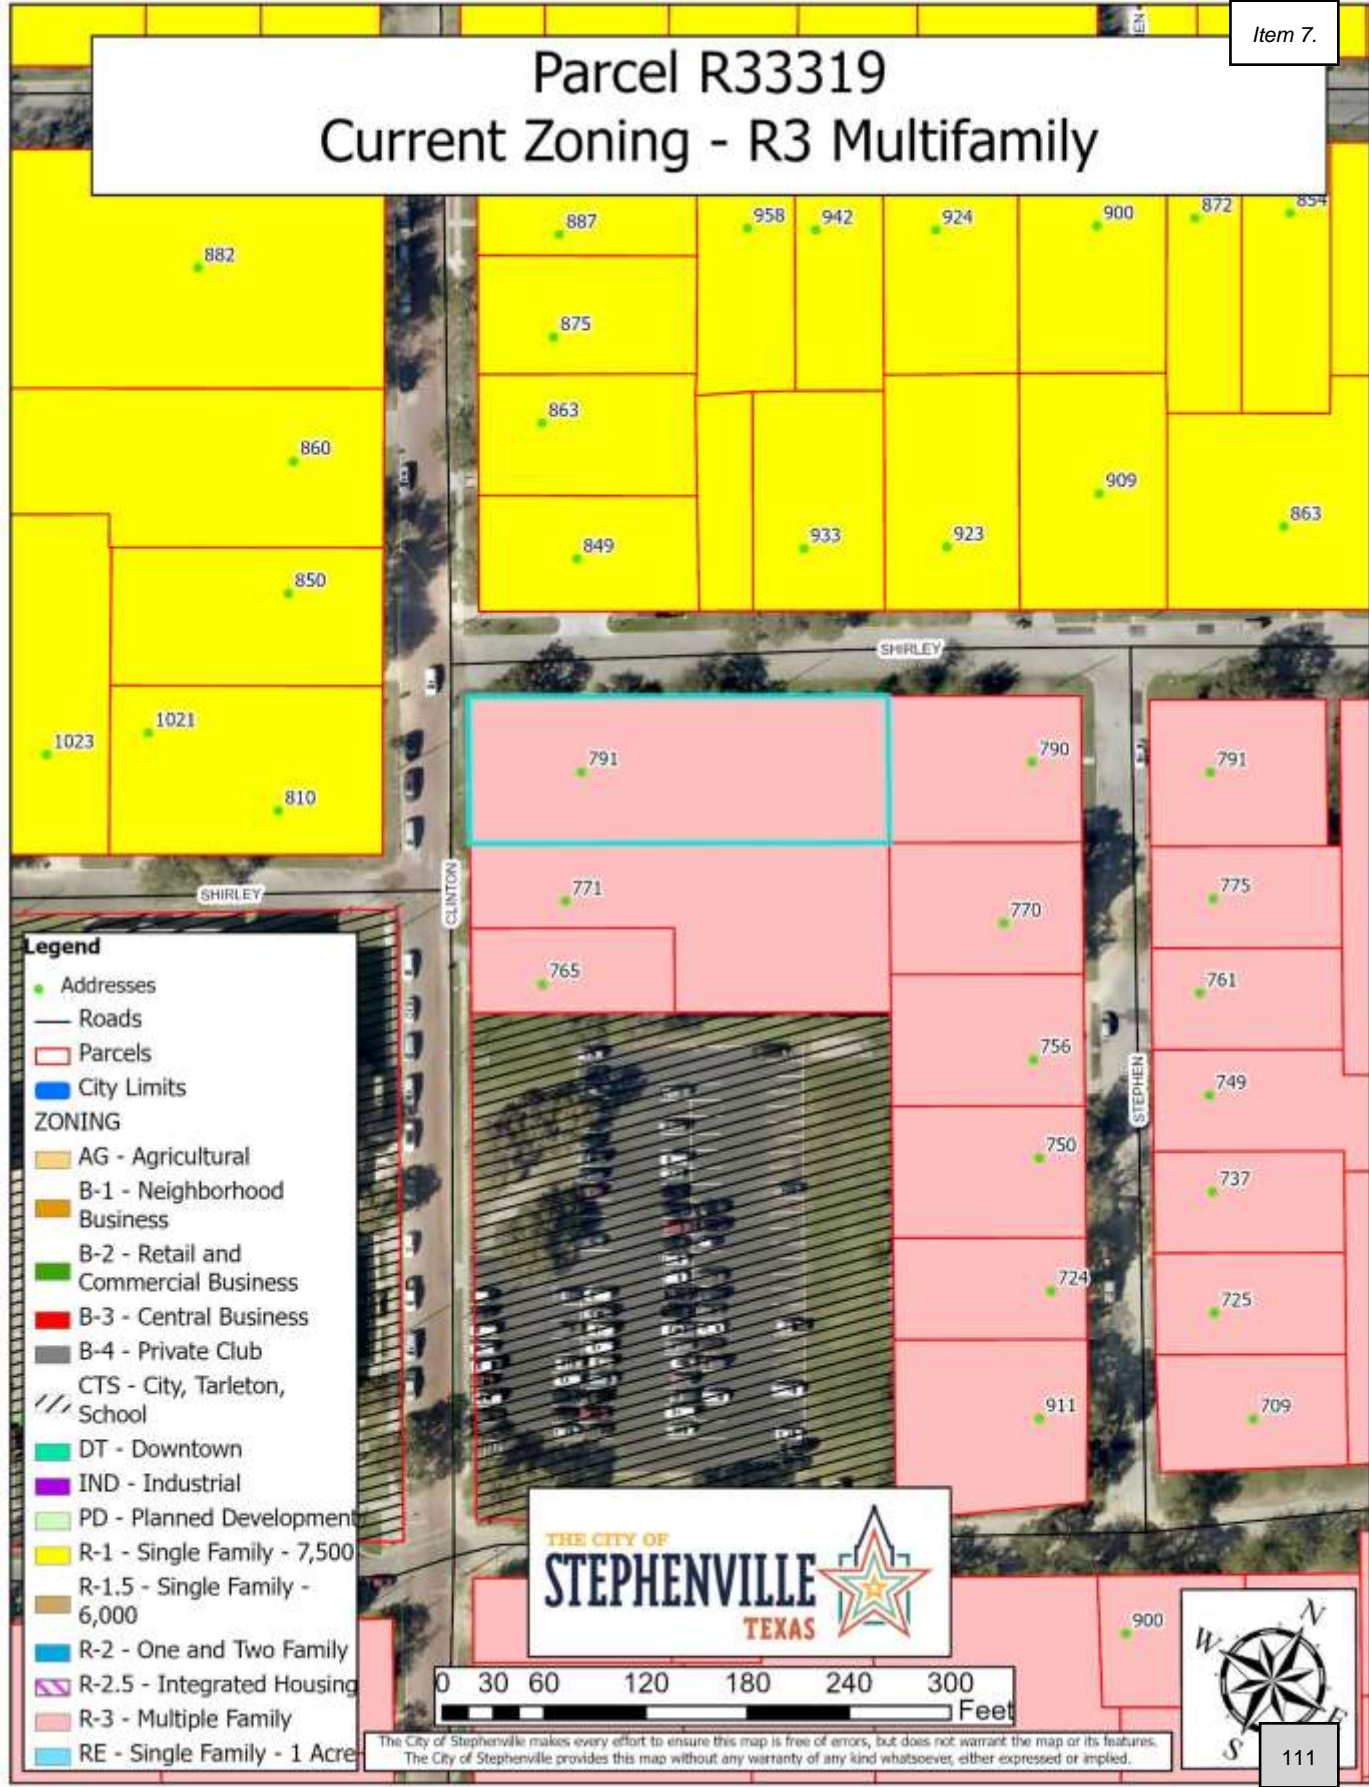 Item 7.
Parcel R33319
Current Zoning - R3 Multifamily
887
958
942
924
900
872
854
882
875
863
860
909
863
849
933
923
850
SHIRLEY
1021
1023
791
790
791
810
SHIRLEY
CLINTON
771
770
775
765
761
756
STEPHEN
749
750
737
724
725
911
709
900
Legend
Addresses
Roads
Parcels
City Limits
ZONING
AG - Agricultural
B-1 - Neighborhood
Business
B-2 - Retail and
Commercial Business
B-3 - Central Business
B-4 - Private Club
CTS - City, Tarleton,
School
DT - Downtown
IND - Industrial
PD - Planned Development
R-1 - Single Family - 7,500
R-1.5 - Single Family -
6,000
R-2 - One and Two Family
R-2.5 - Integrated Housing
R-3 - Multiple Family
RE - Single Family - 1 Acre
THE CITY OF
STEPHENVILLE
TEXAS
0 30 60 120 180 240 300
Feet
The City of Stephenville makes every effort to ensure this map is free of errors, but does not warrant the map or its features.
The City of Stephenville provides this map without any warranty of any kind whatsoever, either expressed or implied.
N
W
E
S
111